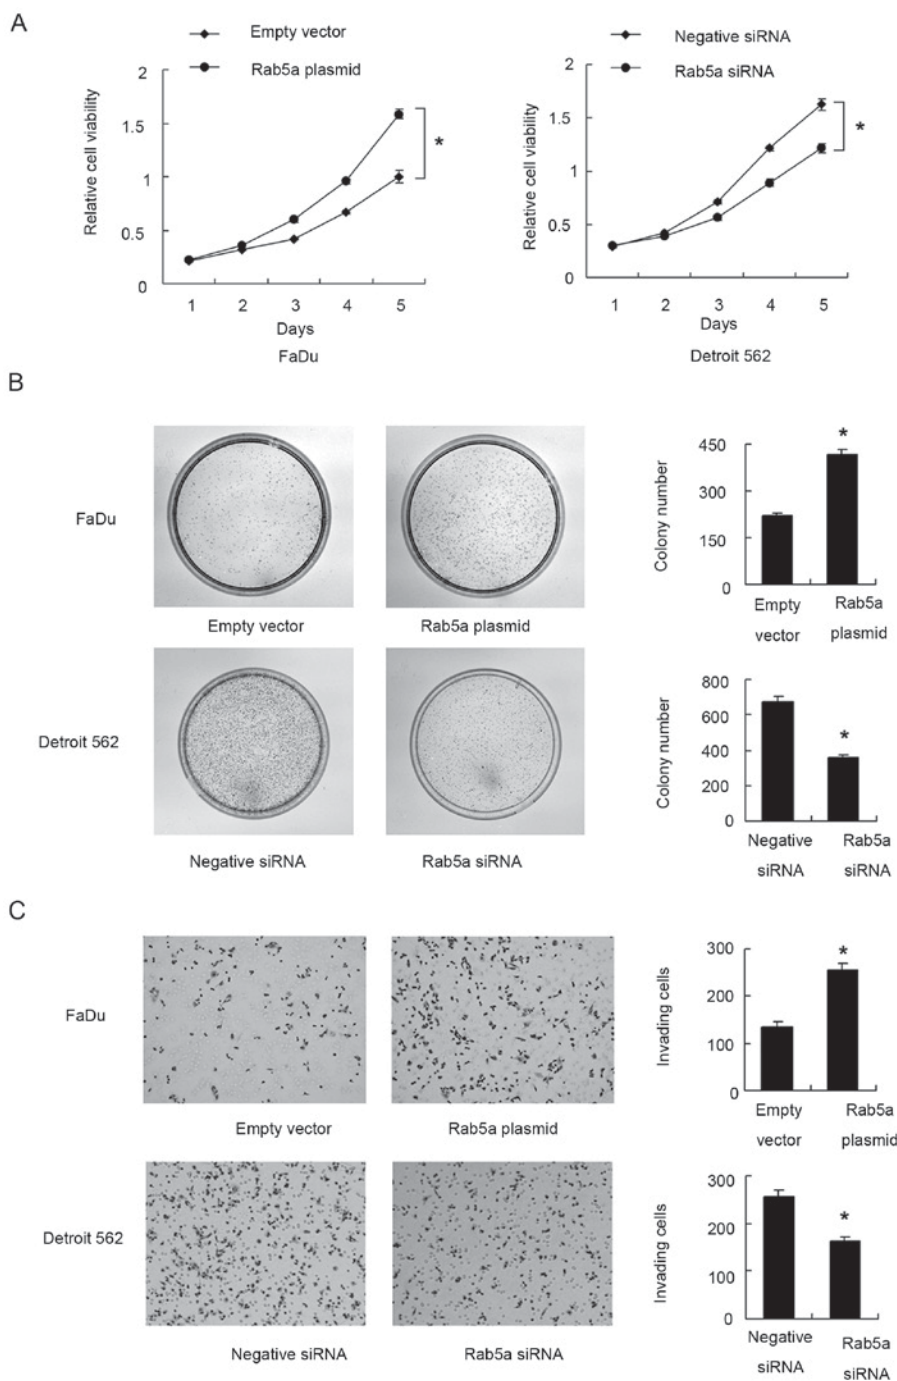 A
Empty vector
Rab5a plasmid
Relative cell viability
2
1.5
1
0.5
0
1 2 3 4 5
Days
FaDu
*
Negative siRNA
Rab5a siRNA
Relative cell viability
2
1.5
1
0.5
0
1 2 3 4 5
Days
Detroit 562
*
B
FaDu
Empty vector
Rab5a plasmid
Colony number
450
300
150
0
*
Empty vector
Rab5a plasmid
Detroit 562
Negative siRNA
Rab5a siRNA
Colony number
800
600
400
200
0
*
Negative siRNA
Rab5a siRNA
C
FaDu
Empty vector
Rab5a plasmid
Invading cells
300
200
100
0
*
Empty vector
Rab5a plasmid
Detroit 562
Negative siRNA
Rab5a siRNA
Invading cells
300
200
100
0
*
Negative siRNA
Rab5a siRNA